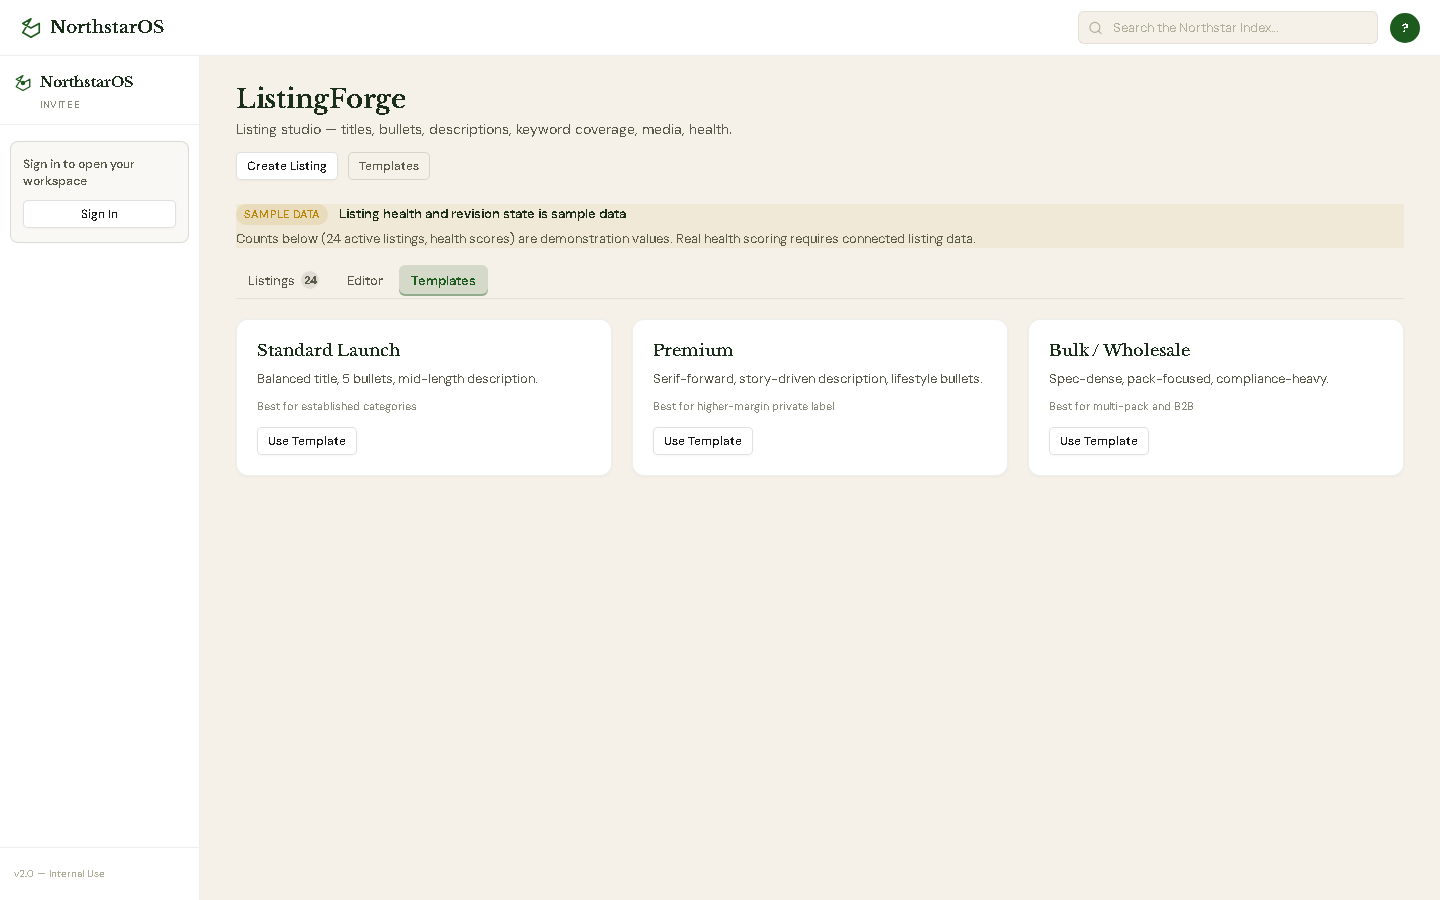 NorthstarOS
Search the Northstar Index...
?
NorthstarOS
INVITEE
Sign in to open your
workspace
Sign In
v2.0 — Internal Use
ListingForge
Listing studio — titles, bullets, descriptions, keyword coverage, media, health.
Create Listing
Templates
SAMPLE DATA Listing health and revision state is sample data
Counts below (24 active listings, health scores) are demonstration values. Real health scoring requires connected listing data.
Listings 24 Editor Templates
Standard Launch
Balanced title, 5 bullets, mid-length description.
Best for established categories
Use Template
Premium
Serif-forward, story-driven description, lifestyle bullets.
Best for higher-margin private label
Use Template
Bulk / Wholesale
Spec-dense, pack-focused, compliance-heavy.
Best for multi-pack and B2B
Use Template